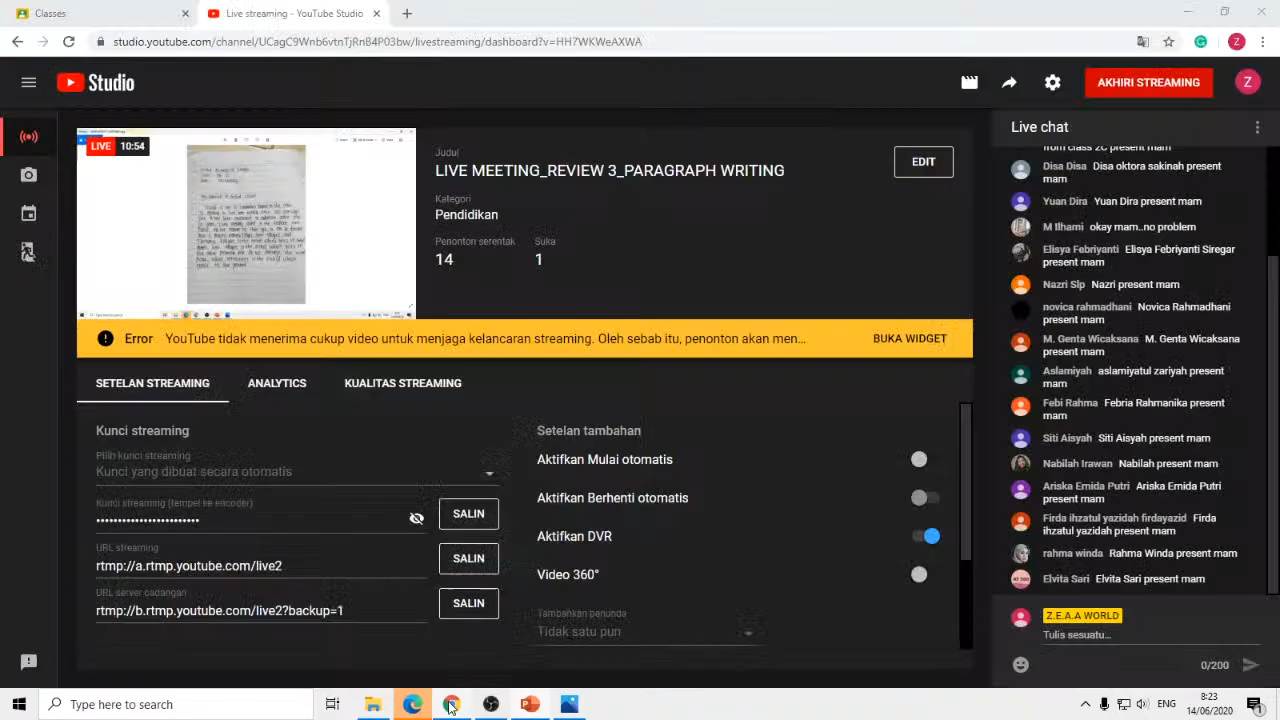 Classes
Live streaming - YouTube Studio
studio.youtube.com/channel/UCagC9Wnb6vtnTjRnB4P03bw/livestreaming/dashboard?v=HH7WKWeAXWA
Z
Studio
AKHIRI STREAMING
Z
LIVE 10:54
Judul
LIVE MEETING_REVIEW 3_PARAGRAPH WRITING
EDIT
Kategori
Pendidikan
Penonton serentak
Suka
14
1
Error YouTube tidak menerima cukup video untuk menjaga kelancaran streaming. Oleh sebab itu, penonton akan men...
BUKA WIDGET
SETELAN STREAMING
ANALYTICS
KUALITAS STREAMING
Kunci streaming
Pilih kunci streaming
Kunci yang dibuat secara otomatis
Kunci streaming (tempel ke encoder)
SALIN
URL streaming
rtmp://a.rtmp.youtube.com/live2
SALIN
URL server cadangan
rtmp://b.rtmp.youtube.com/live2?backup=1
SALIN
Setelan tambahan
Aktifkan Mulai otomatis
Aktifkan Berhenti otomatis
Aktifkan DVR
Video 360°
Tambahkan penunda
Tidak satu pun
Live chat
from class 2C present mam
Disa Disa Disa oktora sakinah present
mam
Yuan Dira Yuan present mam
M Ilham okay mam, no problem
Elisya Febriyenti Elisya Febriyanti Siregar
present mam
Nazri Slp Nazri present mam
novica rahmadhani Novica Rahmadhani
present mam
M. Genta Wicaksana M. Genta Wicaksana
present mam
Aslamiyah aslamiyatul zariyah present
mam
Febi Rahma Febria Rahmanika present
mam
Siti Aisyah Siti Aisyah present mam
Nabilah Irawan Nabilah present mam
Ariska Emida Putri Ariska Emida Putri
present mam
Firda ihzatul yazidah firdayazid Firda
ihzatul yazidah present mam
rahma winda Rahma Winda present mam
Elvita Sari Elvita Sari present mam
Z.E.A.A WORLD
Tulis sesuatu...
0/200
Type here to search
ENG
8:23
14/06/2020